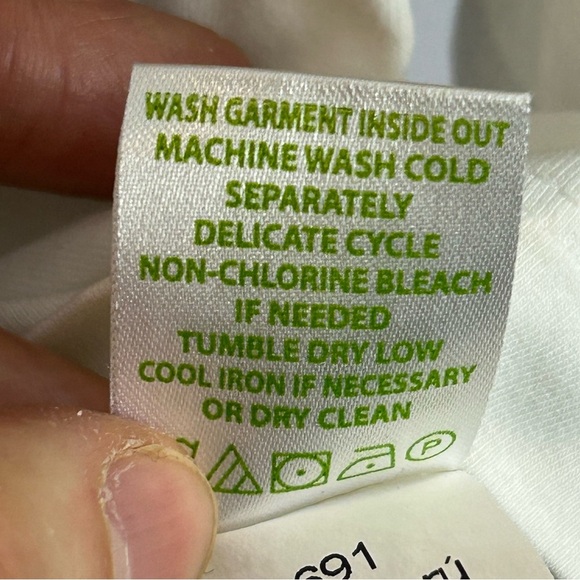 WASH GARMENT INSIDE OUT
MACHINE WASH COLD
SEPARATELY
DELICATE CYCLE
NON-CHLORINE BLEACH
IF NEEDED
TUMBLE DRY LOW
COOL IRON IF NECESSARY
OR DRY CLEAN
P
691